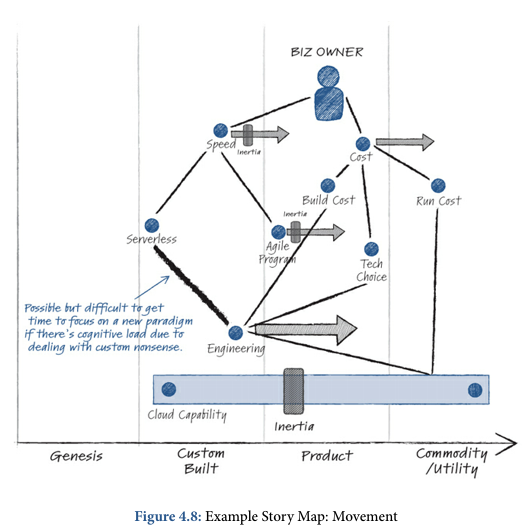 BIZ OWNER
Speed
Inertia
Cost
Build Cost
Run Cost
Serverless
Inertia
Agile
Program
Tech
Choice
Possible but difficult to get
time to focus on a new paradigm
if there's cognitive load due to
dealing with custom nonsense.
Engineering
Cloud Capability
Inertia
Genesis
Custom
Built
Product
Commodity
/Utility
Figure 4.8: Example Story Map: Movement